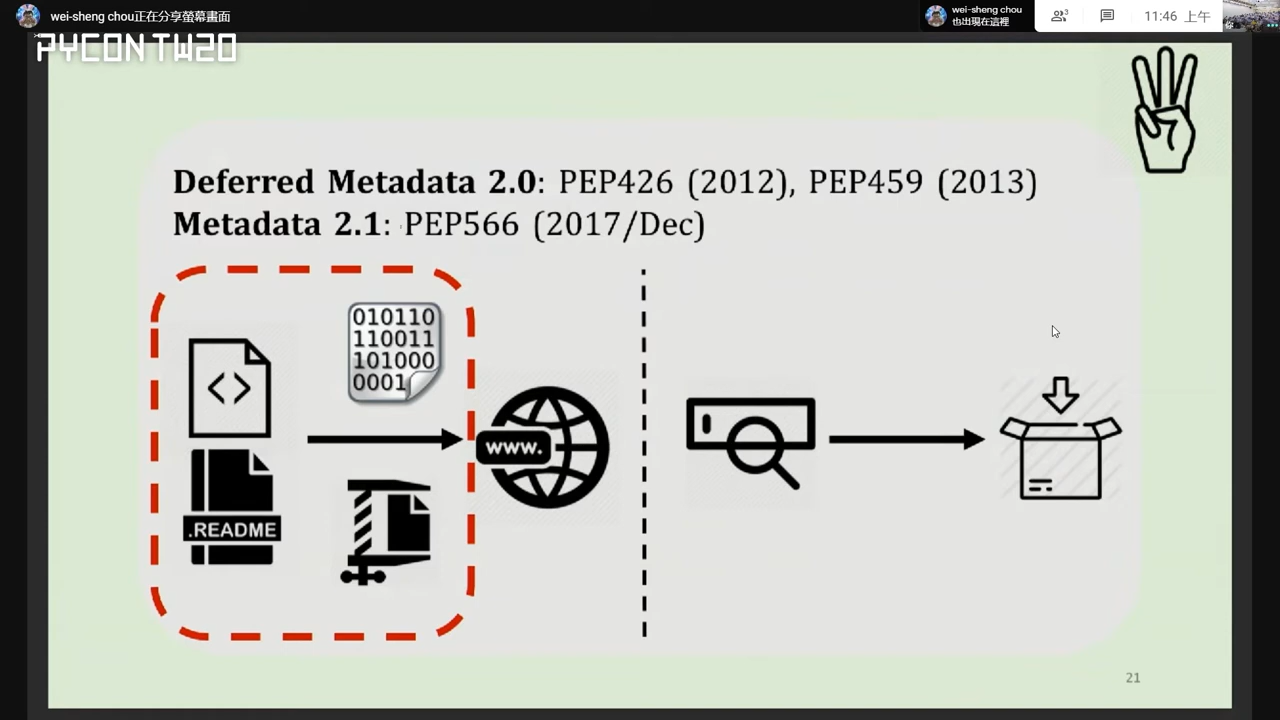 wei-sheng chou正在分享螢幕畫面
wei-sheng chou
也出現在這裡
3
11:46 上午
你
PYCON TW20
Deferred Metadata 2.0: PEP426 (2012), PEP459 (2013)
Metadata 2.1: PEP566 (2017/Dec)
010110
110011
101000
0001
www.
.README
21